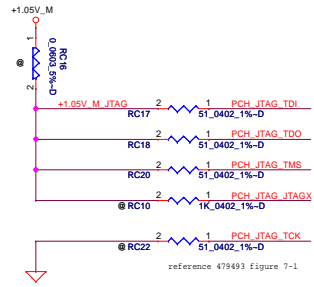 +1.05V_M
1
RC16
0_0603_5%~D
@
2
+1.05V_M_JTAG 2 1 PCH_JTAG_TDI
RC17 51_0402_1%~D
2 1 PCH_JTAG_TDO
RC18 51_0402_1%~D
2 1 PCH_JTAG_TMS
RC20 51_0402_1%~D
2 1 PCH_JTAG_JTAGX
@ RC10 1K_0402_1%~D
2 1 PCH_JTAG_TCK
@ RC22 51_0402_1%~D
reference 479493 figure 7-1